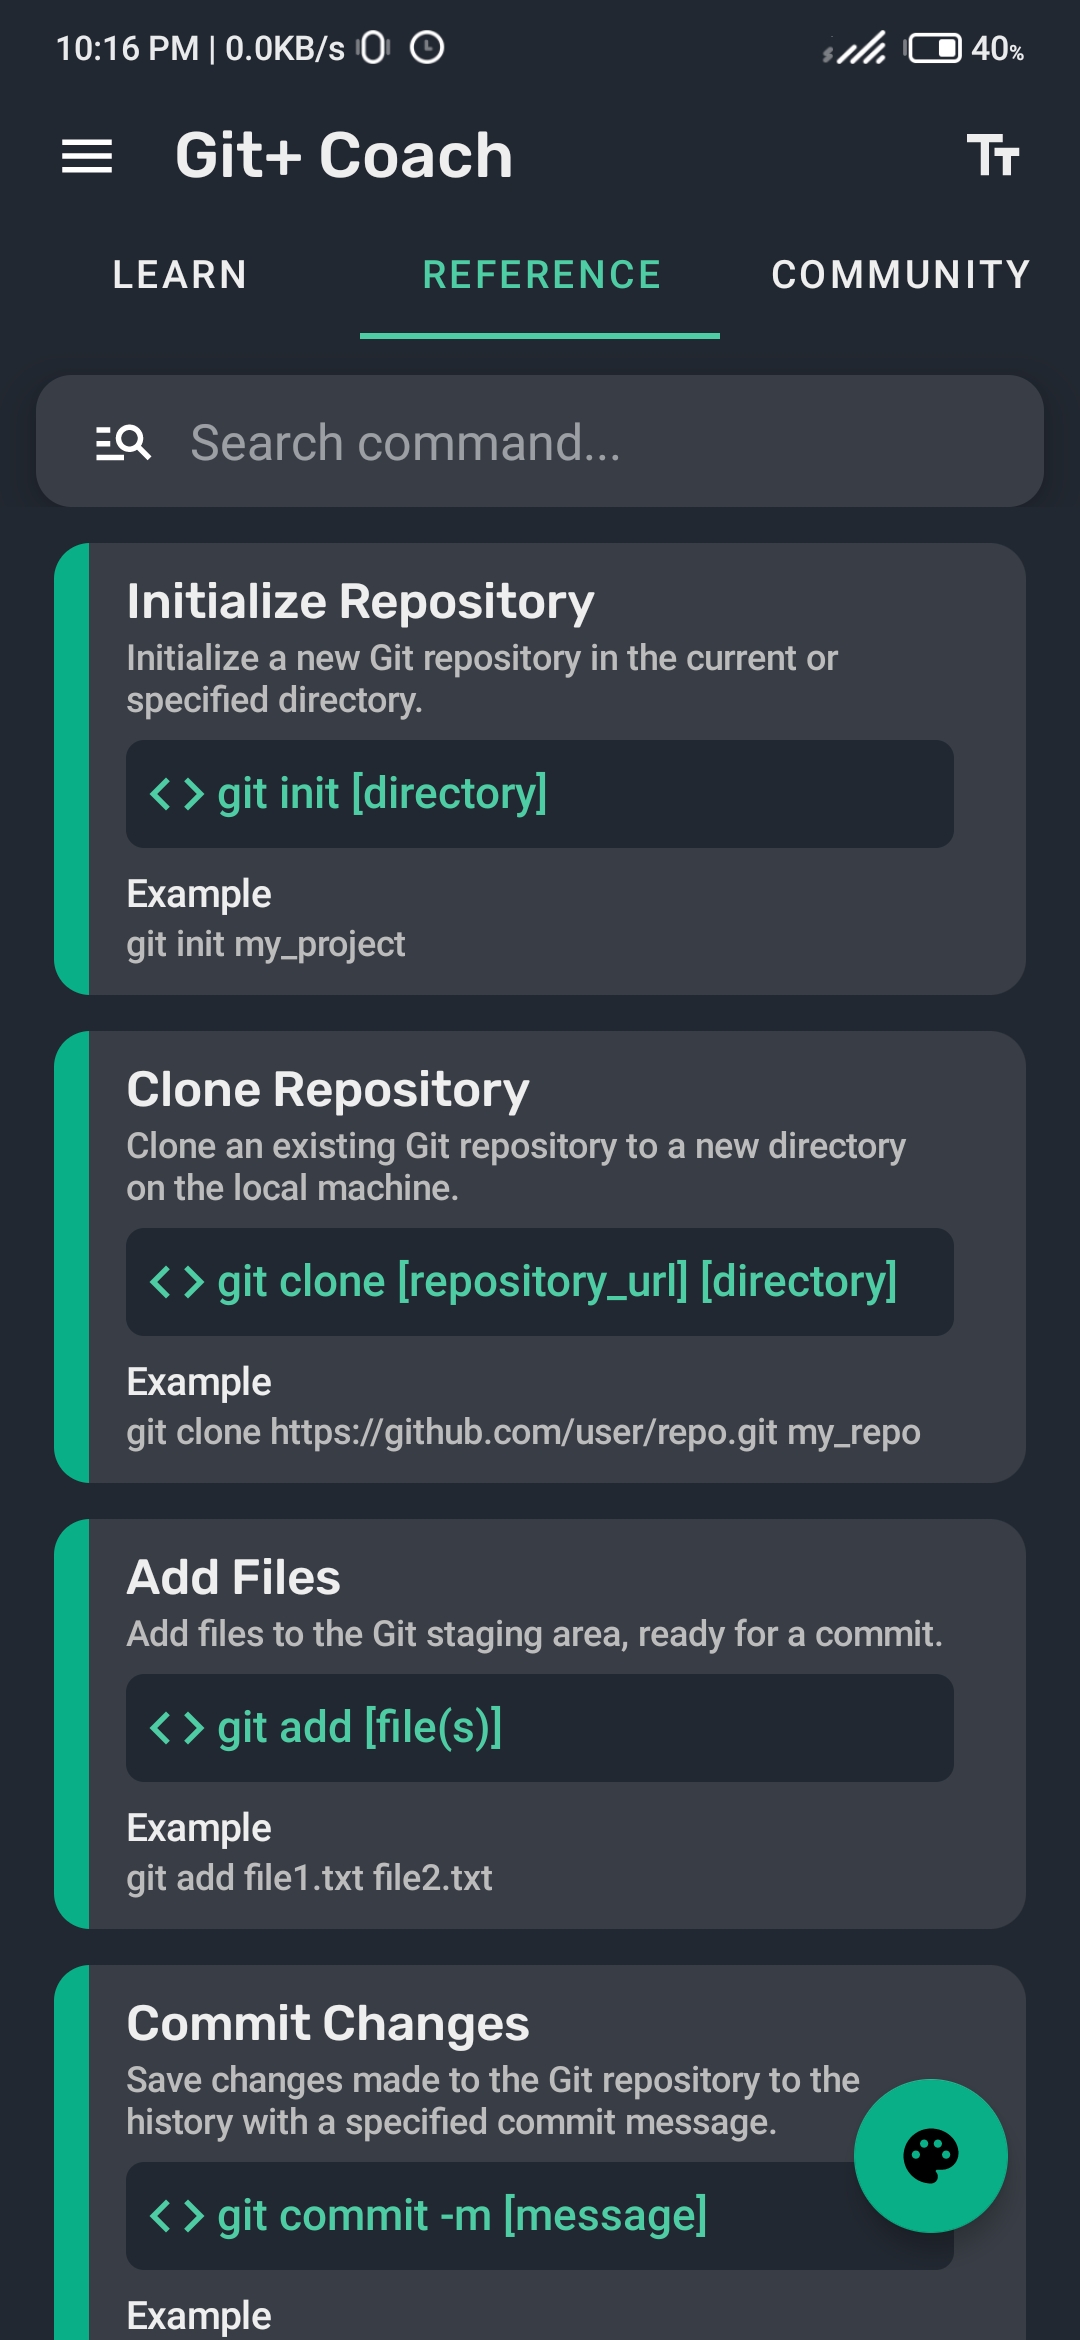 10:16 PM | 0.0KB/s 40%
Git+ Coach
LEARN REFERENCE COMMUNITY
Search command...
Initialize Repository
Initialize a new Git repository in the current or
specified directory.
<> git init [directory]
Example
git init my_project
Clone Repository
Clone an existing Git repository to a new directory
on the local machine.
<> git clone [repository_url] [directory]
Example
git clone https://github.com/user/repo.git my_repo
Add Files
Add files to the Git staging area, ready for a commit.
<> git add [file(s)]
Example
git add file1.txt file2.txt
Commit Changes
Save changes made to the Git repository to the
history with a specified commit message.
<> git commit -m [message]
Example